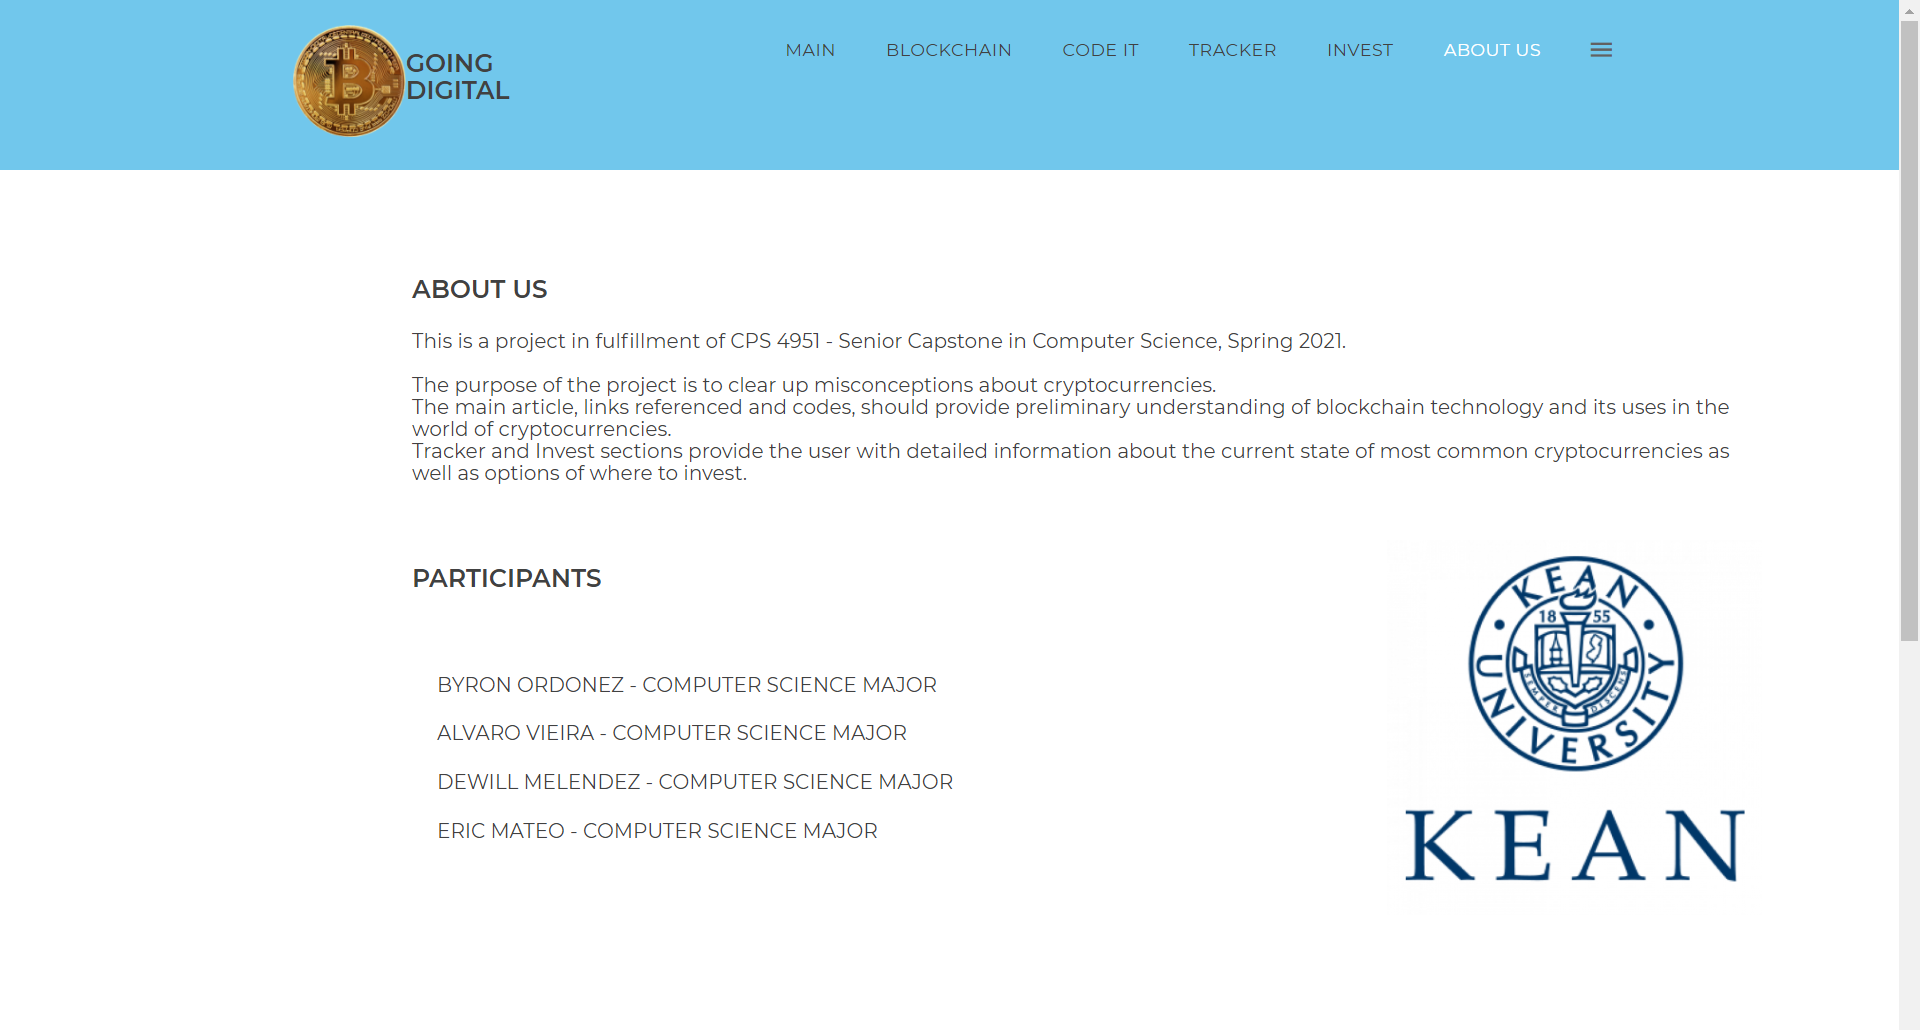 GOING
DIGITAL
MAIN BLOCKCHAIN CODE IT TRACKER INVEST ABOUT US
ABOUT US
This is a project in fulfillment of CPS 4951 - Senior Capstone in Computer Science, Spring 2021.
The purpose of the project is to clear up misconceptions about cryptocurrencies.
The main article, links referenced and codes, should provide preliminary understanding of blockchain technology and its uses in the
world of cryptocurrencies.
Tracker and Invest sections provide the user with detailed information about the current state of most common cryptocurrencies as
well as options of where to invest.
PARTICIPANTS
BYRON ORDONEZ - COMPUTER SCIENCE MAJOR
ALVARO VIEIRA - COMPUTER SCIENCE MAJOR
DEWILL MELENDEZ - COMPUTER SCIENCE MAJOR
ERIC MATEO - COMPUTER SCIENCE MAJOR
KEAN
UNIVERSITY
18 55
SEMPER DISCENS
KEAN